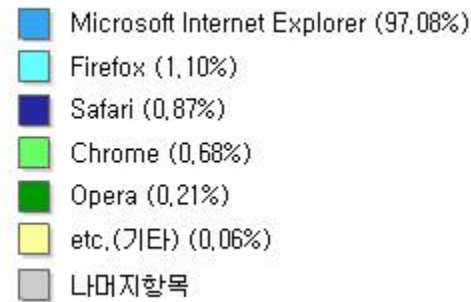 Microsoft Internet Explorer (97,08%)
Firefox (1,10%)
Safari (0,87%)
Chrome (0,68%)
Opera (0,21%)
etc,(기타) (0,06%)
나머지항목